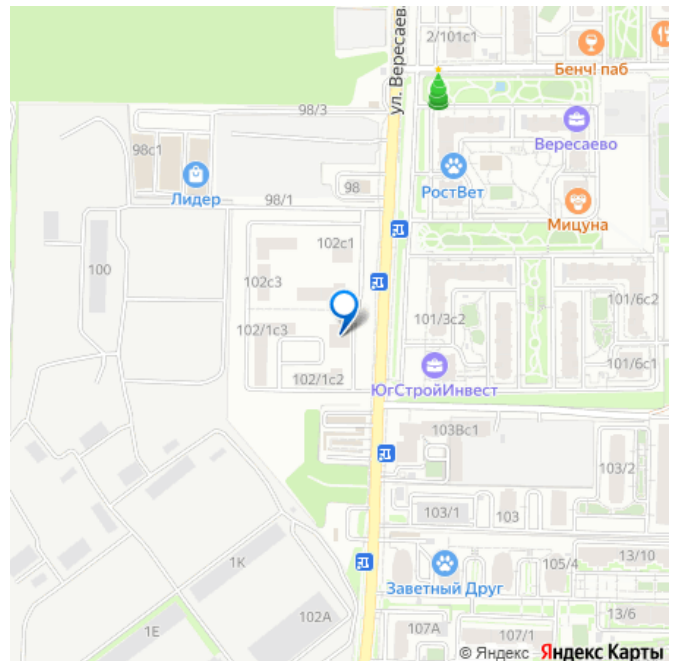 2/101с1
Бенч! паб
ул. Вересаева
98/3
98с1
Вересаево
РостВет
98
Лидер
98/1
Мицуна
102с1
100
102с3
101/6с2
101/3с2
102/1с3
101/6с1
102/1с2
ЮгСтройИнвест
103Вс1
103/2
103/1
103
1К
13/10
105/4
Заветный Друг
102А
13/6
1Е
107А
107/1
© Яндекс Яндекс Карты